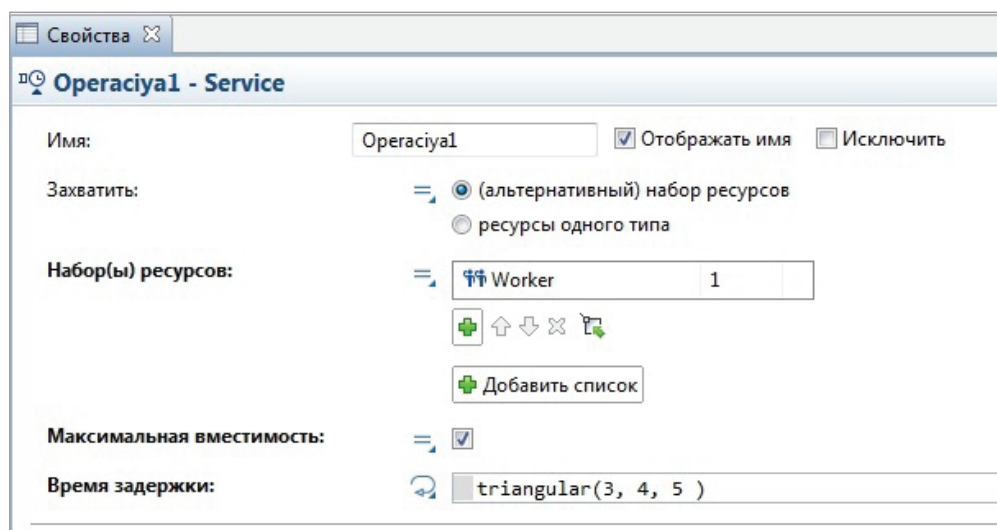 Свойства
Operaciya1 - Service
Имя: Operaciya1 Отображать имя Исключить
Захватить: (альтернативный) набор ресурсов
ресурсы одного типа
Набор(ы) ресурсов: Worker 1
Добавить список
Максимальная вместимость:
Время задержки: triangular(3, 4, 5 )